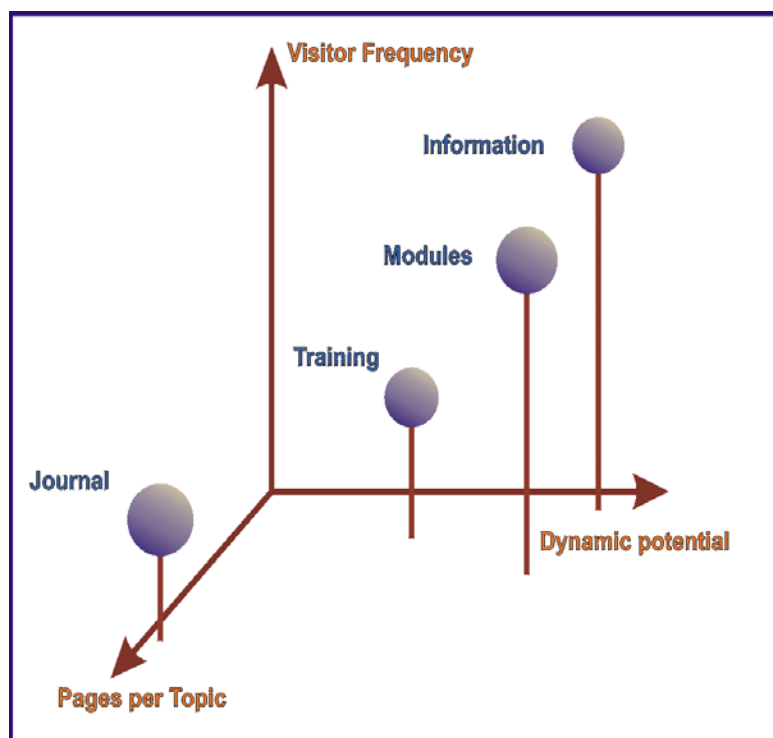 Visitor Frequency
Information
Modules
Training
Journal
Dynamic potential
Pages per Topic